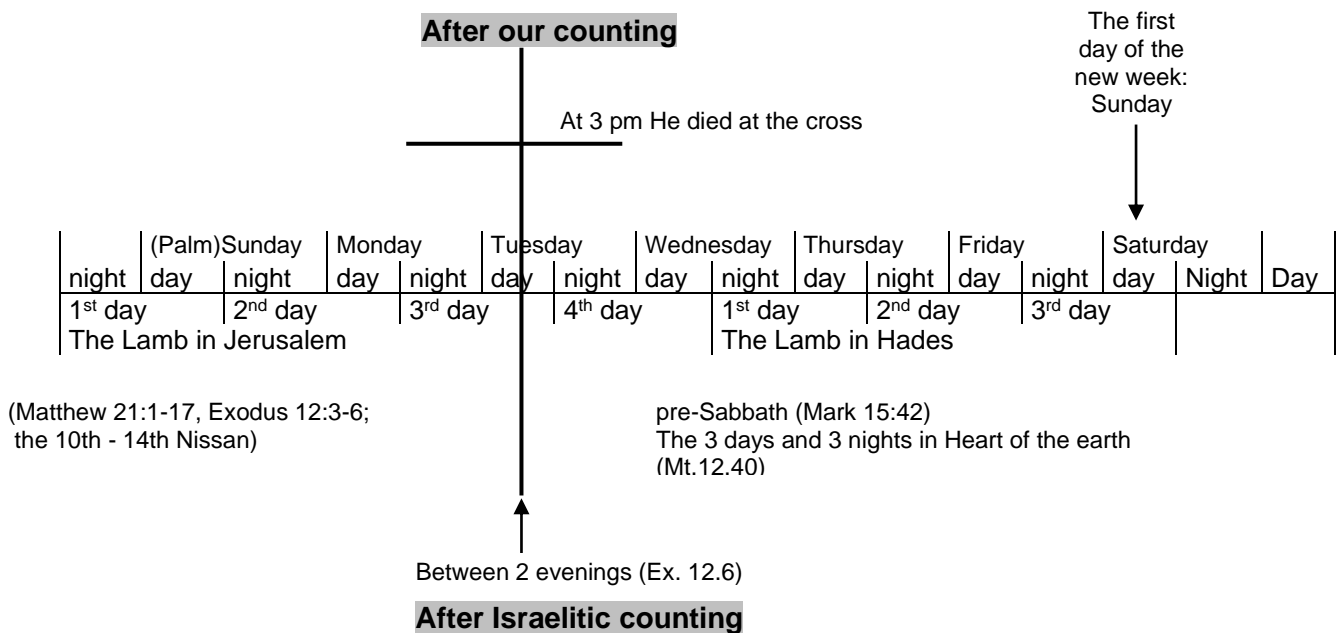 After our counting
The first
day of the
new week:
Sunday
At 3 pm He died at the cross
(Palm)Sunday Monday Tuesday Wednesday Thursday Friday Saturday
night day night day night day night day night day night day night day Night Day
1st day 2nd day 3rd day 4th day 1st day 2nd day 3rd day
The Lamb in Jerusalem The Lamb in Hades
(Matthew 21:1-17, Exodus 12:3-6;
the 10th - 14th Nissan)
pre-Sabbath (Mark 15:42)
The 3 days and 3 nights in Heart of the earth
(Mt.12.40)
Between 2 evenings (Ex. 12.6)
After Israelitic counting